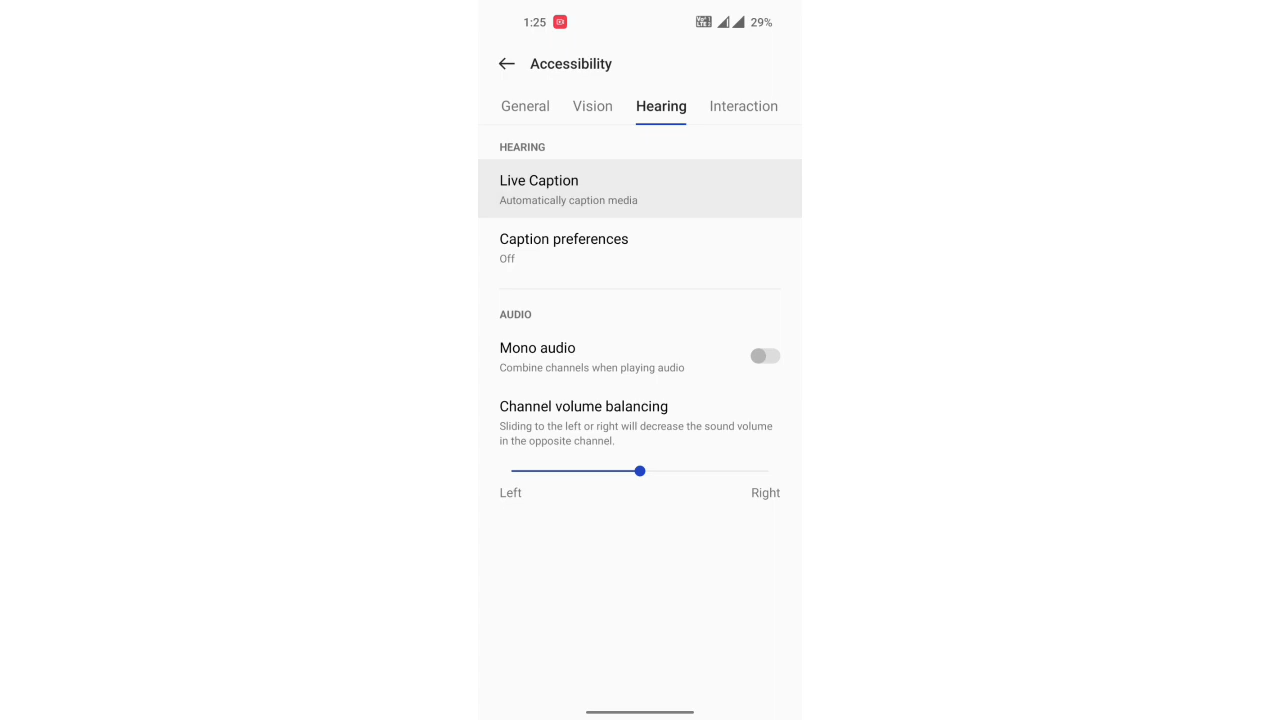 1:25 29%
Accessibility
General Vision Hearing Interaction
HEARING
Live Caption
Automatically caption media
Caption preferences
Off
AUDIO
Mono audio
Combine channels when playing audio
Channel volume balancing
Sliding to the left or right will decrease the sound volume
in the opposite channel.
Left Right